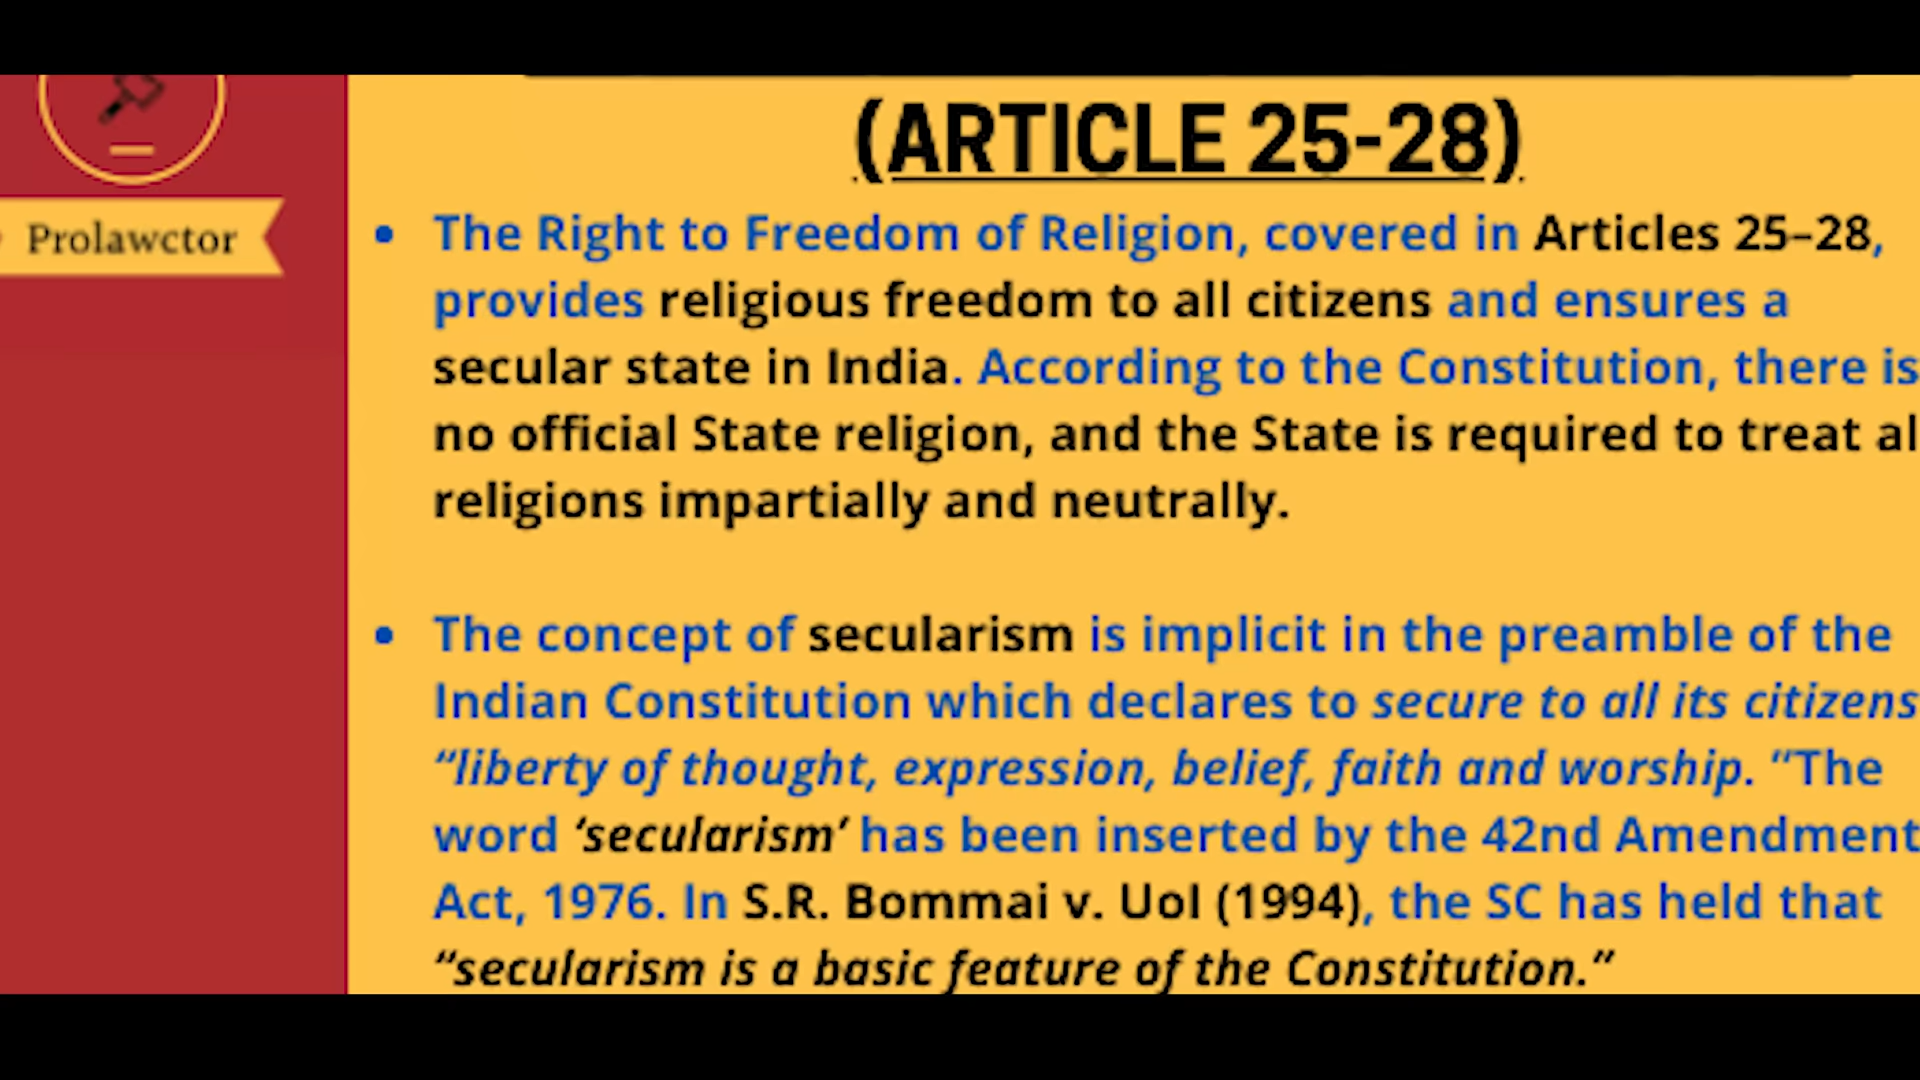 (ARTICLE 25-28)
Prolawctor
• The Right to Freedom of Religion, covered in Articles 25–28,
provides religious freedom to all citizens and ensures a
secular state in India. According to the Constitution, there is
no official State religion, and the State is required to treat al
religions impartially and neutrally.
• The concept of secularism is implicit in the preamble of the
Indian Constitution which declares to secure to all its citizens
“liberty of thought, expression, belief, faith and worship. “The
word ‘secularism’ has been inserted by the 42nd Amendment
Act, 1976. In S.R. Bommai v. UoI (1994), the SC has held that
“secularism is a basic feature of the Constitution.”